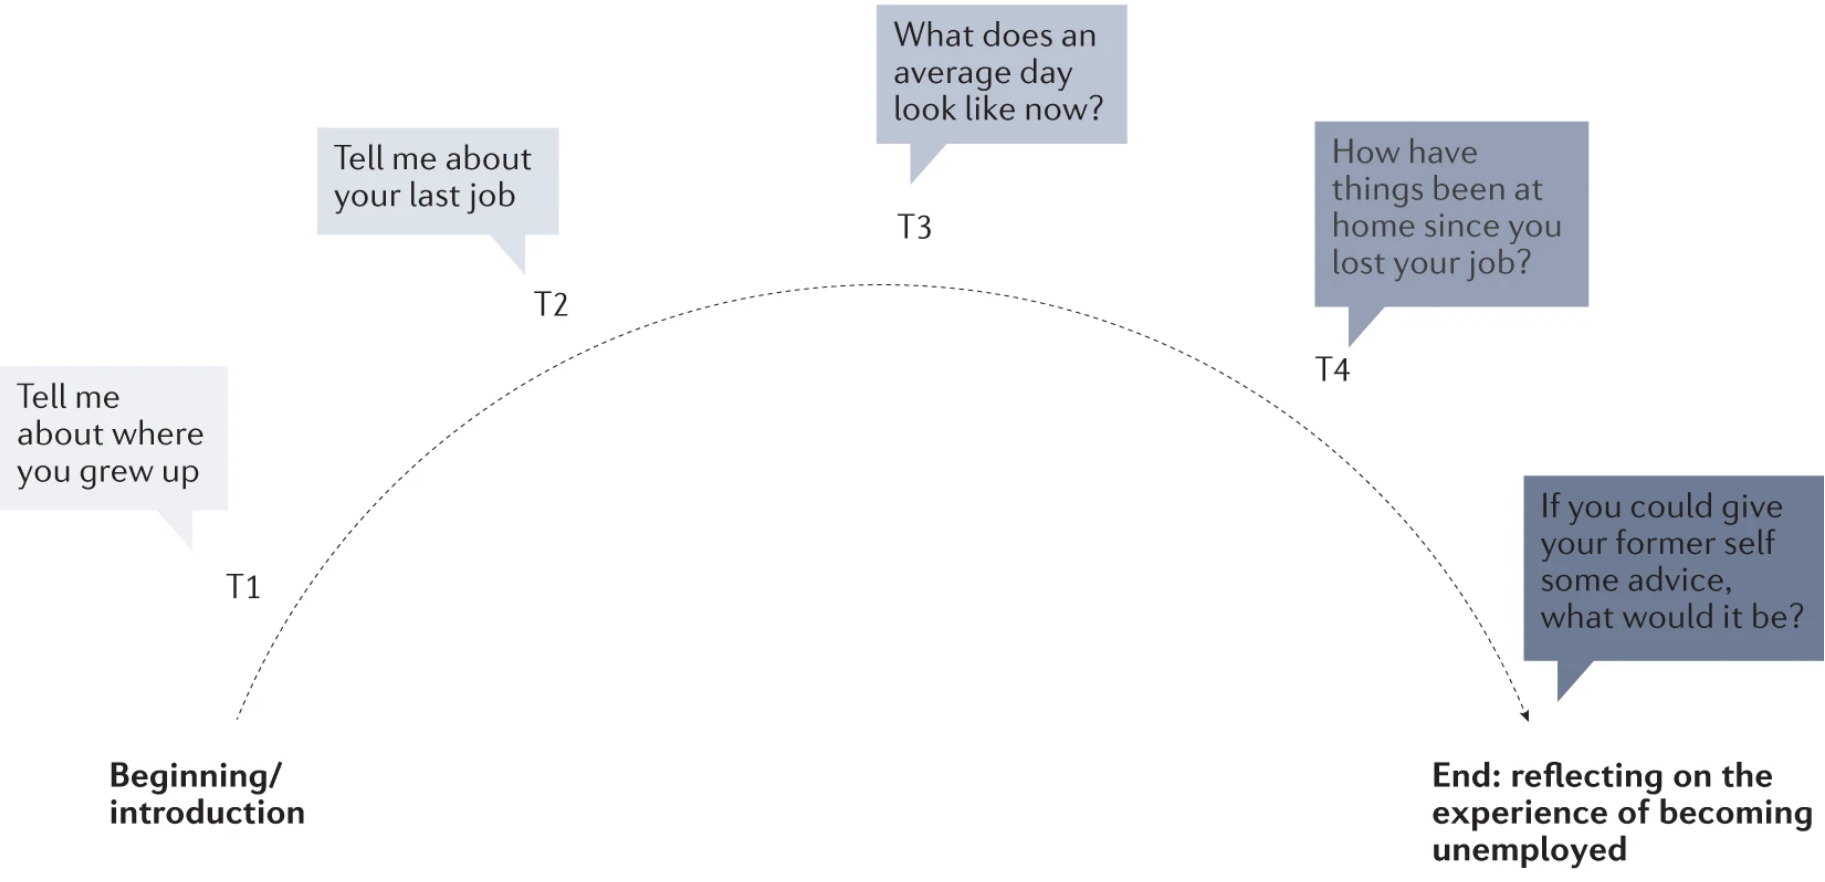 What does an
average day
look like now?
Tell me about
your last job
How have
things been at
home since you
lost your job?
T3
T2
T4
Tell me
about where
you grew up
If you could give
your former self
some advice,
what would it be?
T1
Beginning/
introduction
End: reflecting on the
experience of becoming
unemployed